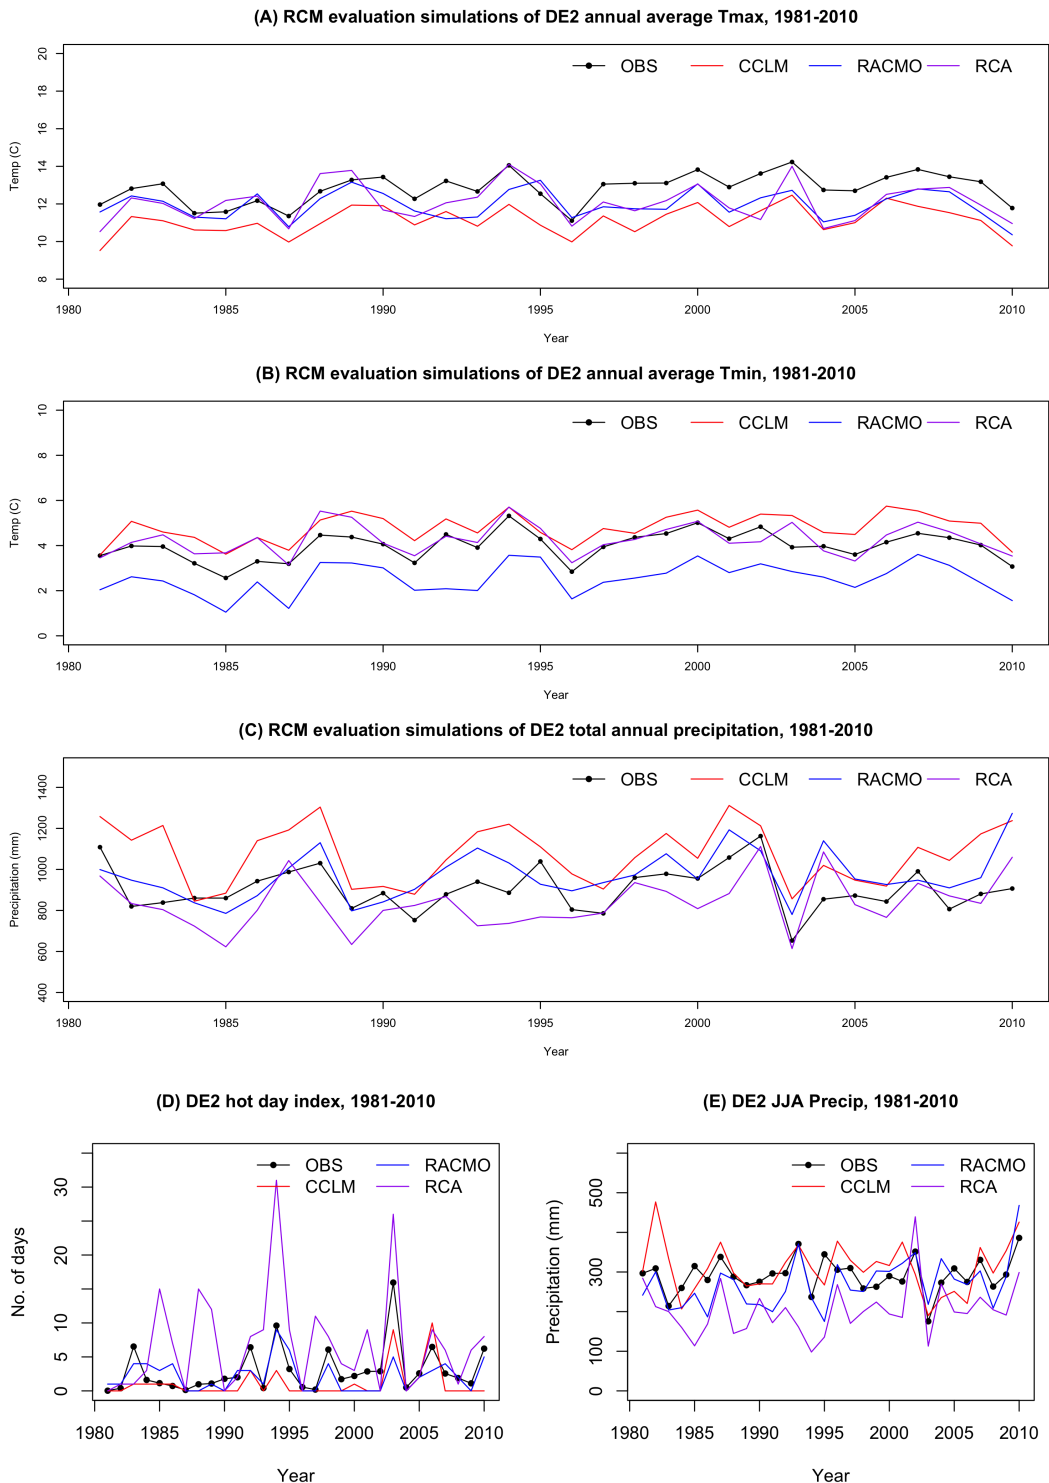 (A) RCM evaluation simulations of DE2 annual average Tmax, 1981-2010
OBS CCLM RACMO RCA
Temp (C)
20
18
16
14
12
10
8
1980 1985 1990 1995 2000 2005 2010
Year
(B) RCM evaluation simulations of DE2 annual average Tmin, 1981-2010
OBS CCLM RACMO RCA
Temp (C)
10
8
6
4
2
0
1980 1985 1990 1995 2000 2005 2010
Year
(C) RCM evaluation simulations of DE2 total annual precipitation, 1981-2010
OBS CCLM RACMO RCA
Precipitation (mm)
1400
1200
1000
800
600
400
1980 1985 1990 1995 2000 2005 2010
Year
(D) DE2 hot day index, 1981-2010
OBS RACMO
CCLM RCA
No. of days
30
20
10
5
0
1980 1985 1990 1995 2000 2005 2010
Year
(E) DE2 JJA Precip, 1981-2010
OBS RACMO
CCLM RCA
Precipitation (mm)
500
300
100
0
1980 1985 1990 1995 2000 2005 2010
Year